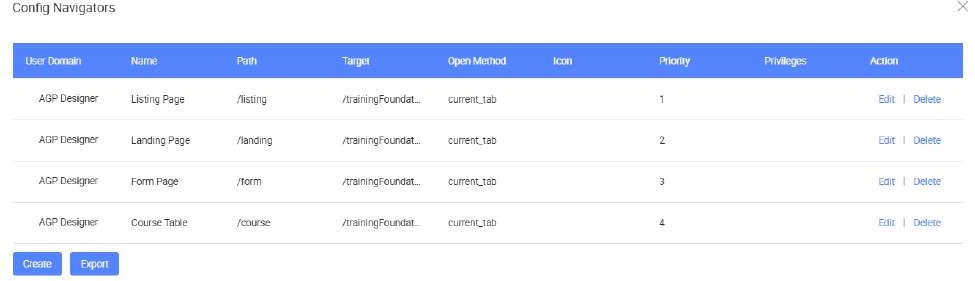 Config Navigators
User Domain Name Path Target Open Method Icon Priority Privileges Action
AGP Designer Listing Page /listing /trainingFoundat... current_tab 1 Edit | Delete
AGP Designer Landing Page /landing /trainingFoundat... current_tab 2 Edit | Delete
AGP Designer Form Page /form /trainingFoundat... current_tab 3 Edit | Delete
AGP Designer Course Table /course /trainingFoundat... current_tab 4 Edit | Delete
Create Export